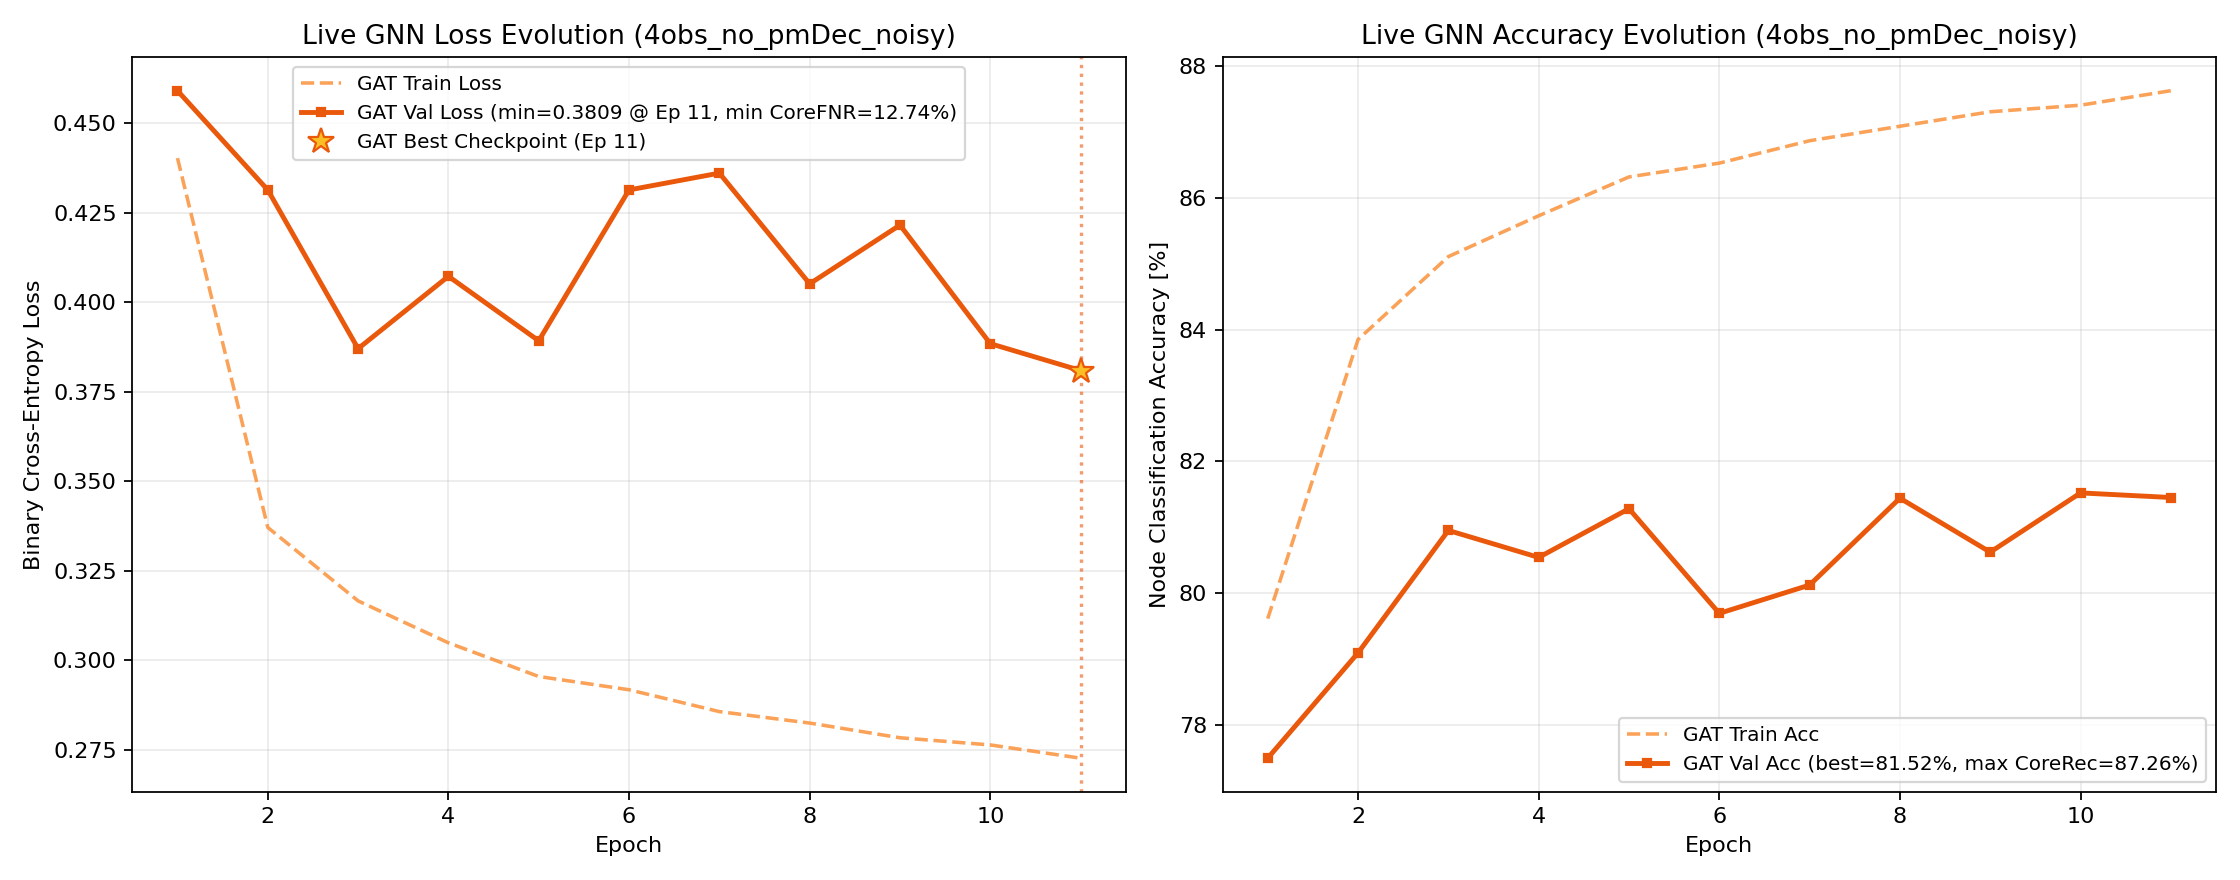 Live GNN Loss Evolution (4obs_no_pmDec_noisy)
GAT Train Loss
GAT Val Loss (min=0.3809 @ Ep 11, min CoreFNR=12.74%)
GAT Best Checkpoint (Ep 11)
Binary Cross-Entropy Loss
0.450
0.425
0.400
0.375
0.350
0.325
0.300
0.275
2 4 6 8 10
Epoch
Live GNN Accuracy Evolution (4obs_no_pmDec_noisy)
Node Classification Accuracy [%]
88
86
84
82
80
78
GAT Train Acc
GAT Val Acc (best=81.52%, max CoreRec=87.26%)
2 4 6 8 10
Epoch